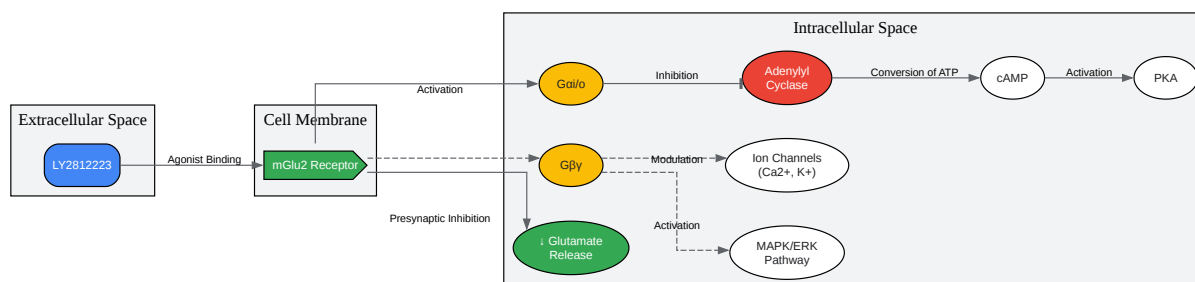 Intracellular Space
Extracellular Space
Cell Membrane
LY2812223
Agonist Binding
mGlu2 Receptor
Activation
Gαi/o
Inhibition
Adenylyl
Cyclase
Conversion of ATP
cAMP
Activation
PKA
Gβγ
Modulation
Ion Channels
(Ca2+, K+)
Activation
MAPK/ERK
Pathway
Presynaptic Inhibition
↓ Glutamate
Release